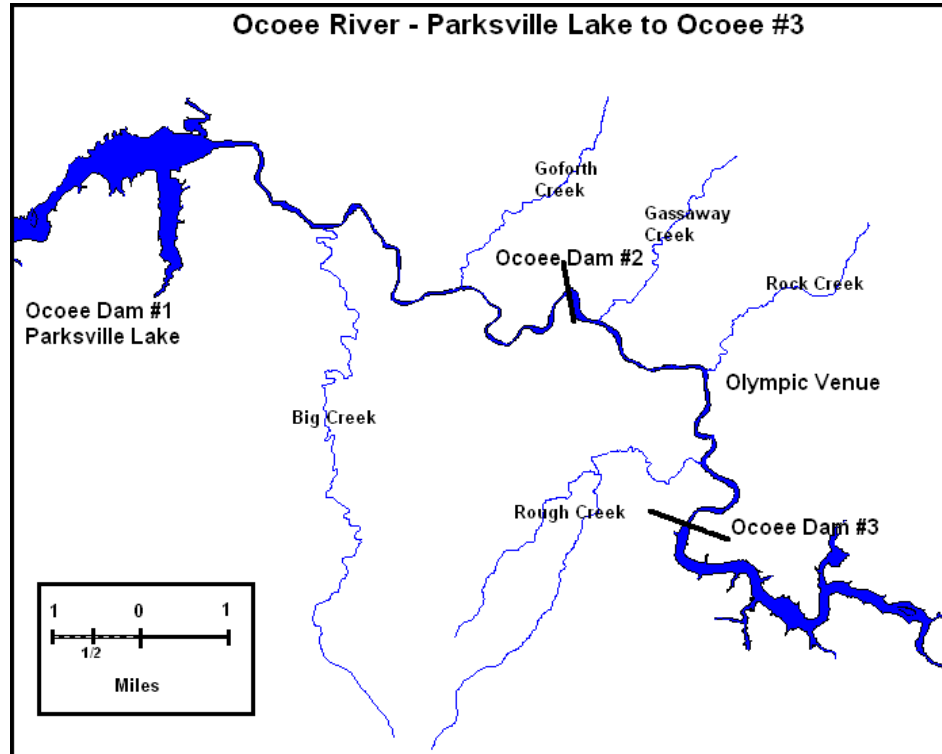 Ocoee River - Parksville Lake to Ocoee #3
Goforth
Creek
Gassaway
Creek
Ocoee Dam #2
Rock Creek
Ocoee Dam #1
Parksville Lake
Olympic Venue
Big Creek
Rough Creek
Ocoee Dam #3
1 0 1
1/2
Miles